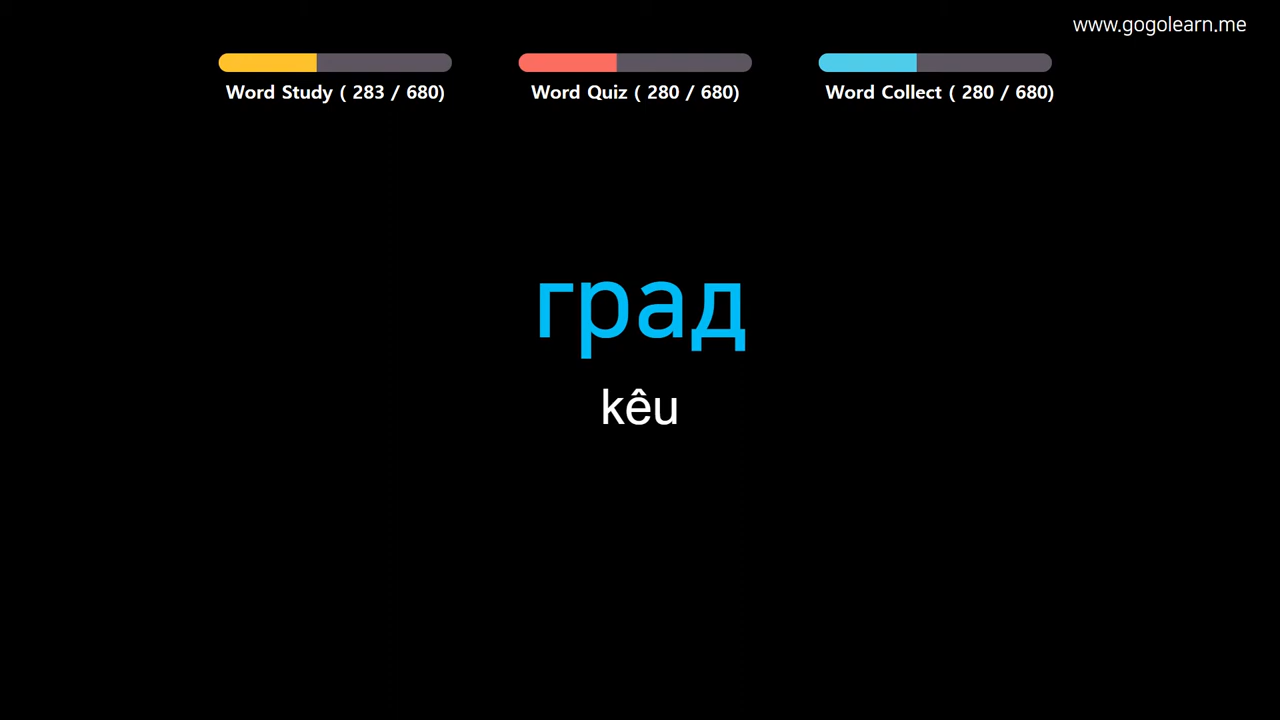 www.gogolearn.me
Word Study ( 283 / 680)
Word Quiz ( 280 / 680)
Word Collect ( 280 / 680)
град
kêu